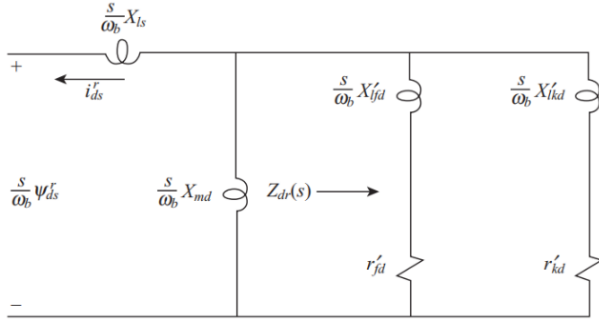 s/ω_b X_ls
+
i^r_ds
s/ω_b X′_lfd
s/ω_b X′_lkd
s/ω_b ψ^r_ds
s/ω_b X_md
Z_dr(s)
r′_fd
r′_kd
−